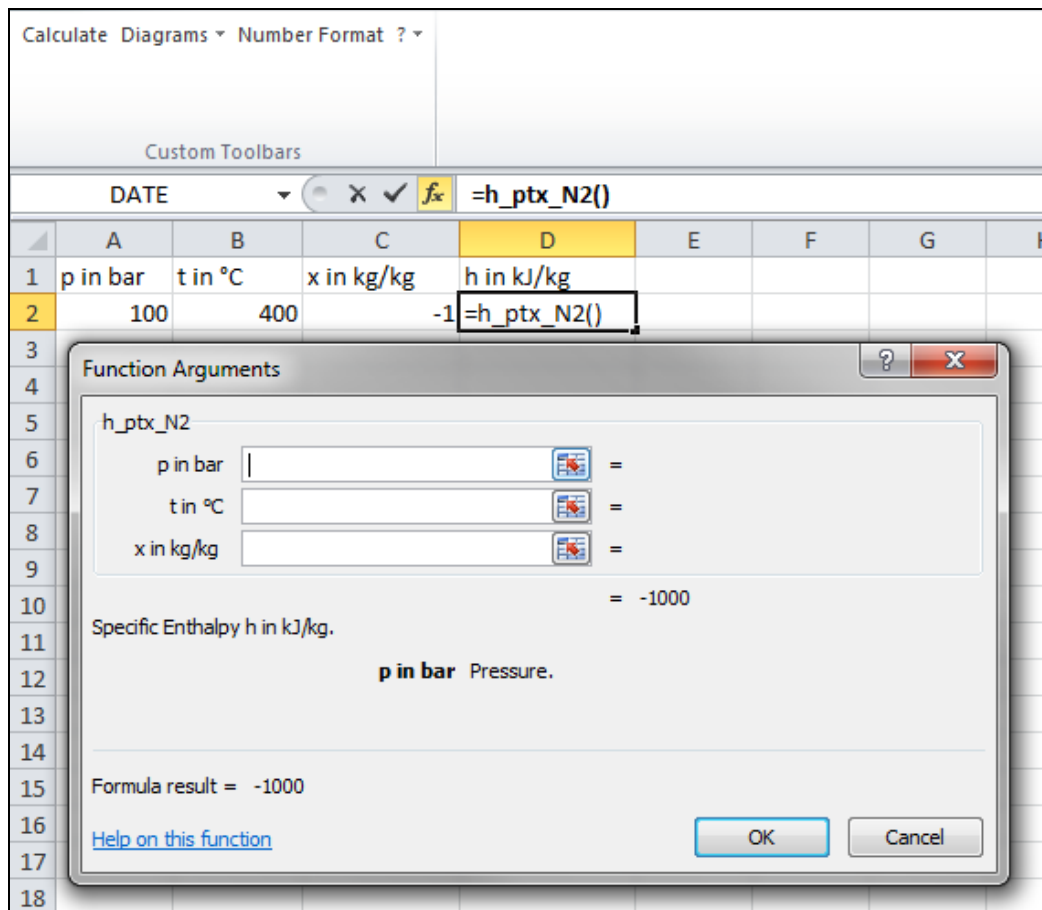 Calculate Diagrams Number Format ?
Custom Toolbars
DATE fx =h_ptx_N2()
A B C D E F G
1 p in bar t in °C x in kg/kg h in kJ/kg
2 100 400 -1 =h_ptx_N2()
3
4
5
6
7
8
9
10
11
12
13
14
15
16
17
18
Function Arguments
h_ptx_N2
p in bar =
t in °C =
x in kg/kg =
= -1000
Specific Enthalpy h in kJ/kg.
p in bar Pressure.
Formula result = -1000
Help on this function OK Cancel